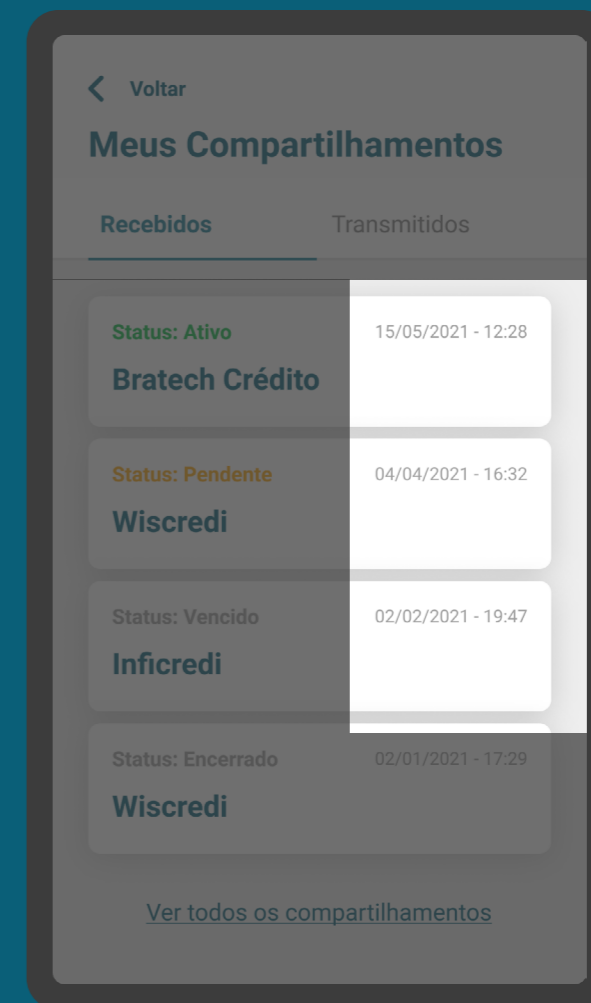 Voltar
Meus Compartilhamentos
Recebidos Transmitidos
Status: Ativo 15/05/2021 - 12:28
Bratech Crédito
Status: Pendente 04/04/2021 - 16:32
Wiscredi
Status: Vencido 02/02/2021 - 19:47
Inficredi
Status: Encerrado 02/01/2021 - 17:29
Wiscredi
Ver todos os compartilhamentos